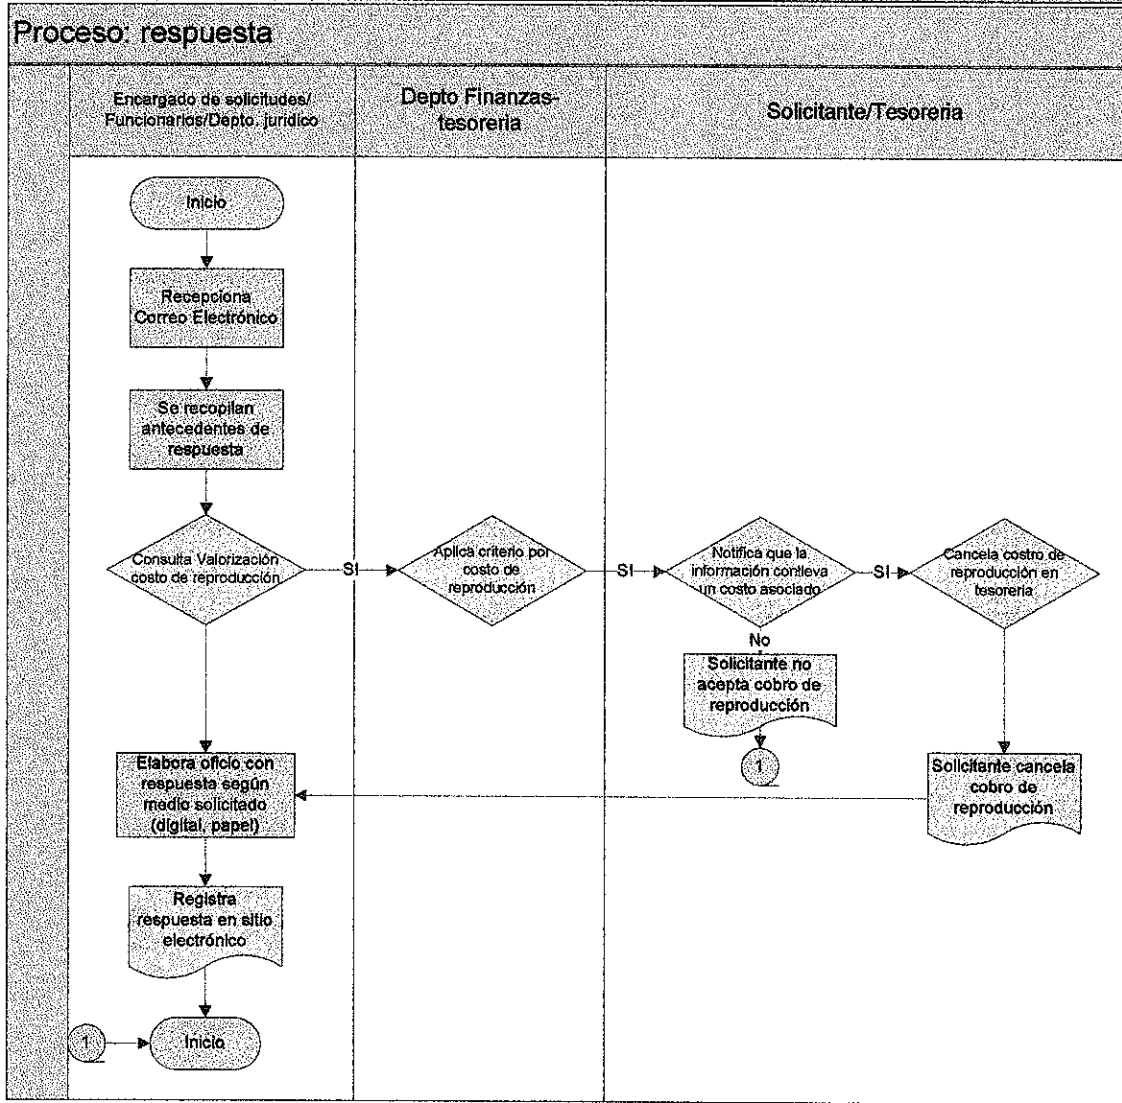 Proceso: respuesta
Encargado de solicitudes/
Funcionarios/Depto. jurídico
Depto Finanzas-
tesoreria
Solicitante/Tesoreria
Inicio
Recepciona
Correo Electrónico
Se recopilan
antecedentes de
respuesta
Consulta Valorización
costo de reproducción
SI
Aplica criterio por
costo de
reproducción
SI
Notifica que la
información conlleva
un costo asociado
SI
Cancela costro de
reproducción en
tesoreria
No
Solicitante no
acepta cobro de
reproducción
1
Elabora oficio con
respuesta según
medio solicitado
(digital, papel)
Solicitante cancela
cobro de
reproducción
Registra
respuesta en sitio
electrónico
1
Inicio